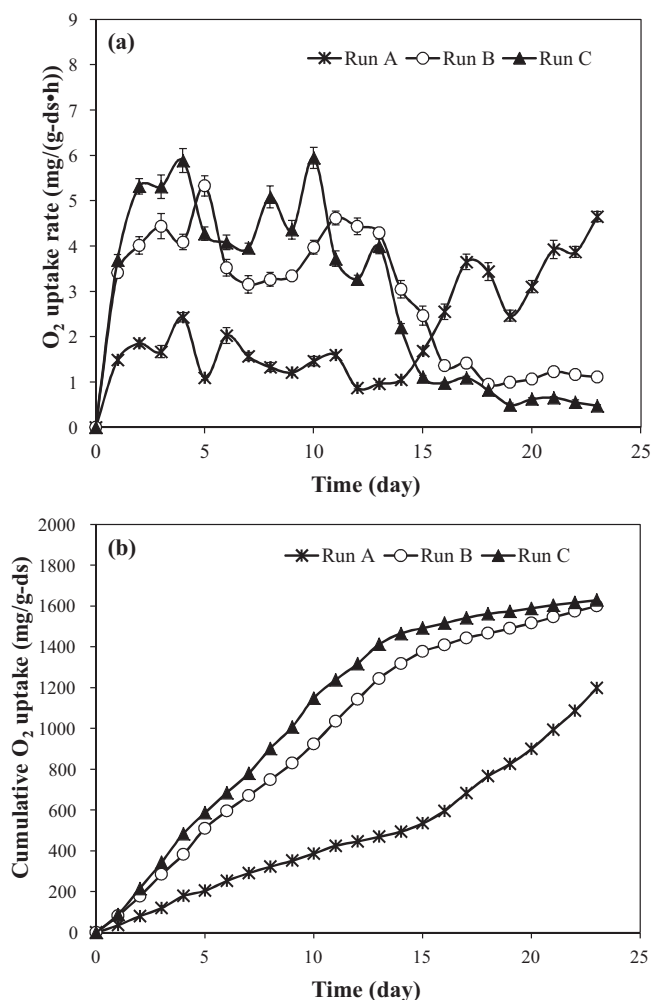 (a)
Run A Run B Run C
9
8
7
6
5
4
3
2
1
0
0 5 10 15 20 25
O₂ uptake rate (mg/(g-ds•h))
Time (day)
(b)
Run A Run B Run C
2000
1800
1600
1400
1200
1000
800
600
400
200
0
0 5 10 15 20 25
Cumulative O₂ uptake (mg/g-ds)
Time (day)